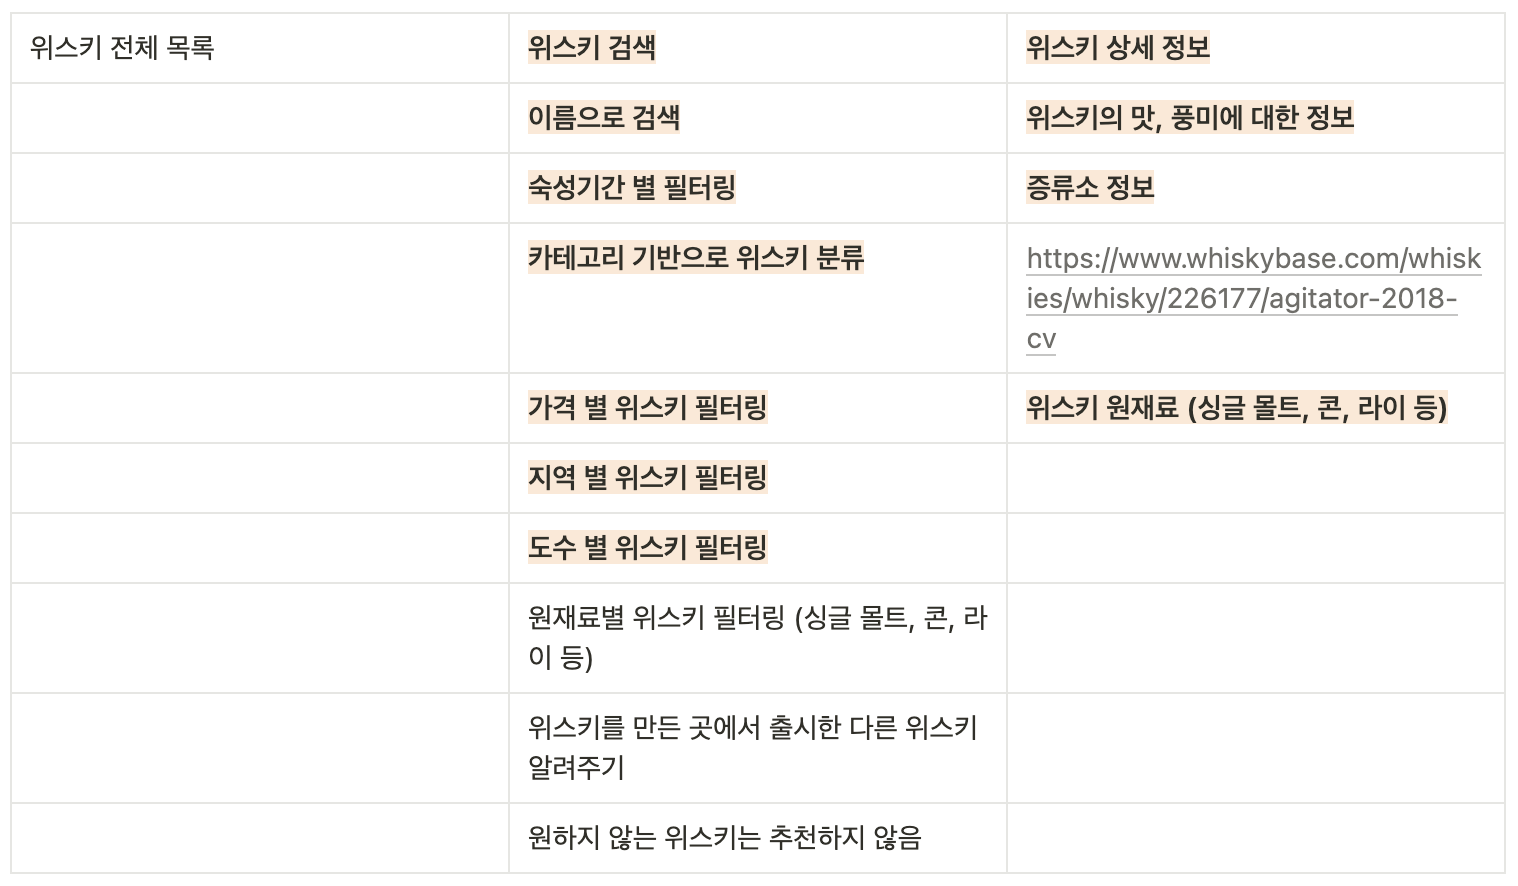 위스키 전체 목록
위스키 검색
위스키 상세 정보
이름으로 검색
위스키의 맛, 풍미에 대한 정보
숙성기간 별 필터링
증류소 정보
카테고리 기반으로 위스키 분류
https://www.whiskybase.com/whisk
ies/whisky/226177/agitator-2018-
cv
가격 별 위스키 필터링
위스키 원재료 (싱글 몰트, 콘, 라이 등)
지역 별 위스키 필터링
도수 별 위스키 필터링
원재료별 위스키 필터링 (싱글 몰트, 콘, 라
이 등)
위스키를 만든 곳에서 출시한 다른 위스키
알려주기
원하지 않는 위스키는 추천하지 않음